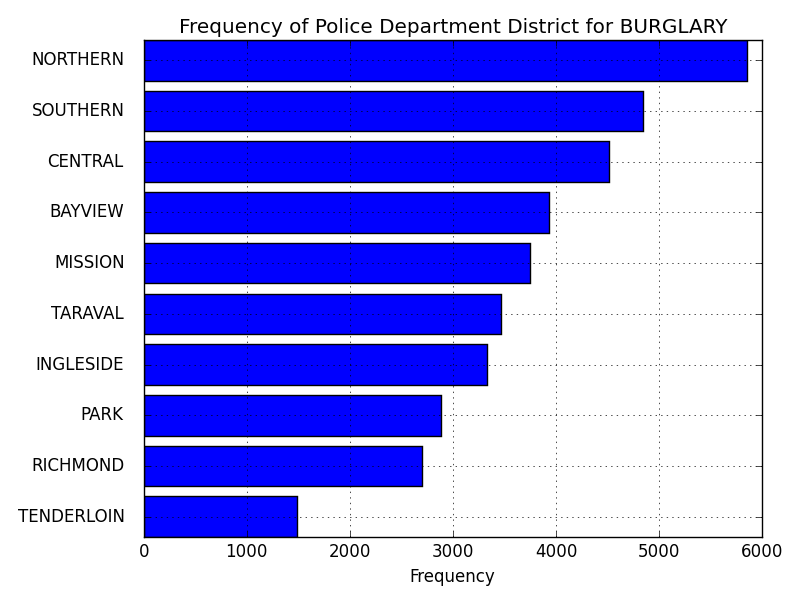 Frequency of Police Department District for BURGLARY
NORTHERN
SOUTHERN
CENTRAL
BAYVIEW
MISSION
TARAVAL
INGLESIDE
PARK
RICHMOND
TENDERLOIN
0 1000 2000 3000 4000 5000 6000
Frequency